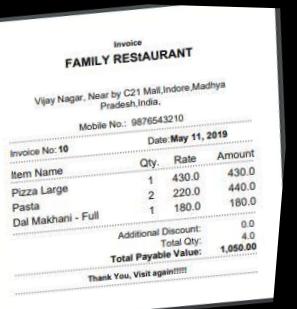 Invoice
FAMILY REStAURANT
Vijay Nagar, Near by C21 Mall,Indore,Madhya
Pradesh,India,
Mobile No.: 9876543210
Invoice No: 10 Date:May 11, 2019
Item Name Qty. Rate Amount
Pizza Large 1 430.0 430.0
Pasta 2 220.0 440.0
Dal Makhani - Full 1 180.0 180.0
Additional Discount: 0.0
Total Qty: 4.0
Total Payable Value: 1,050.00
Thank You, Visit again!!!!!